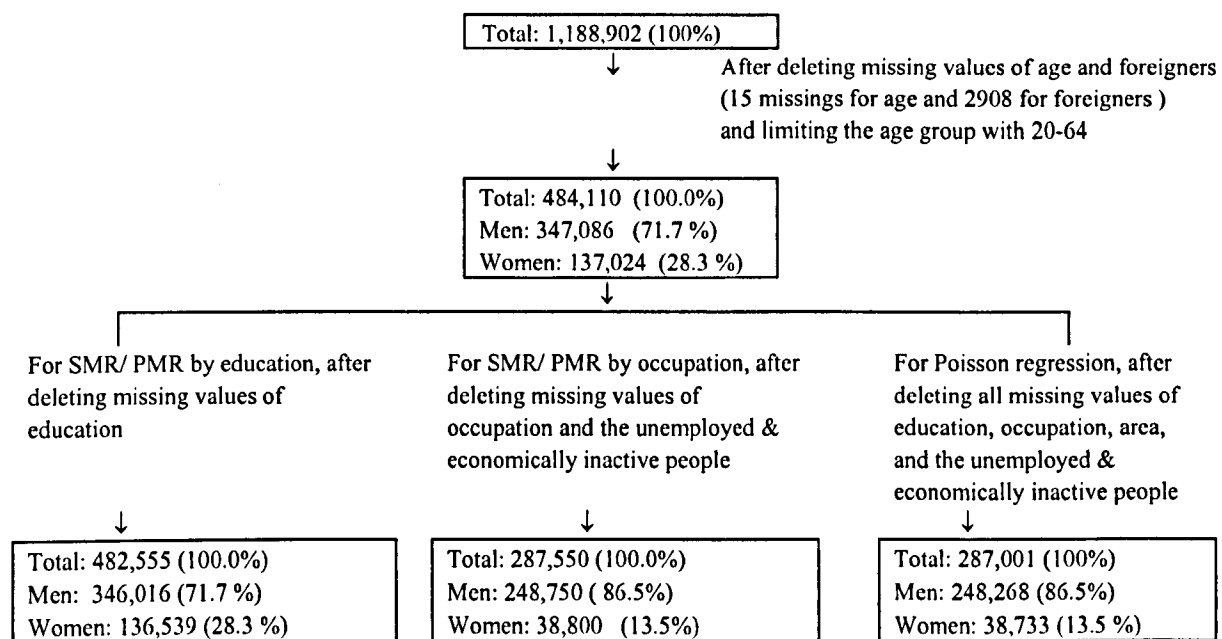 Total: 1,188,902 (100%)
↓
After deleting missing values of age and foreigners
(15 missings for age and 2908 for foreigners )
and limiting the age group with 20-64
↓
Total: 484,110 (100.0%)
Men: 347,086 (71.7 %)
Women: 137,024 (28.3 %)
↓
For SMR/ PMR by education, after
deleting missing values of
education
↓
Total: 482,555 (100.0%)
Men: 346,016 (71.7 %)
Women: 136,539 (28.3 %)
For SMR/ PMR by occupation, after
deleting missing values of
occupation and the unemployed &
economically inactive people
↓
Total: 287,550 (100.0%)
Men: 248,750 ( 86.5%)
Women: 38,800 (13.5%)
For Poisson regression, after
deleting all missing values of
education, occupation, area,
and the unemployed &
economically inactive people
↓
Total: 287,001 (100%)
Men: 248,268 (86.5%)
Women: 38,733 (13.5 %)